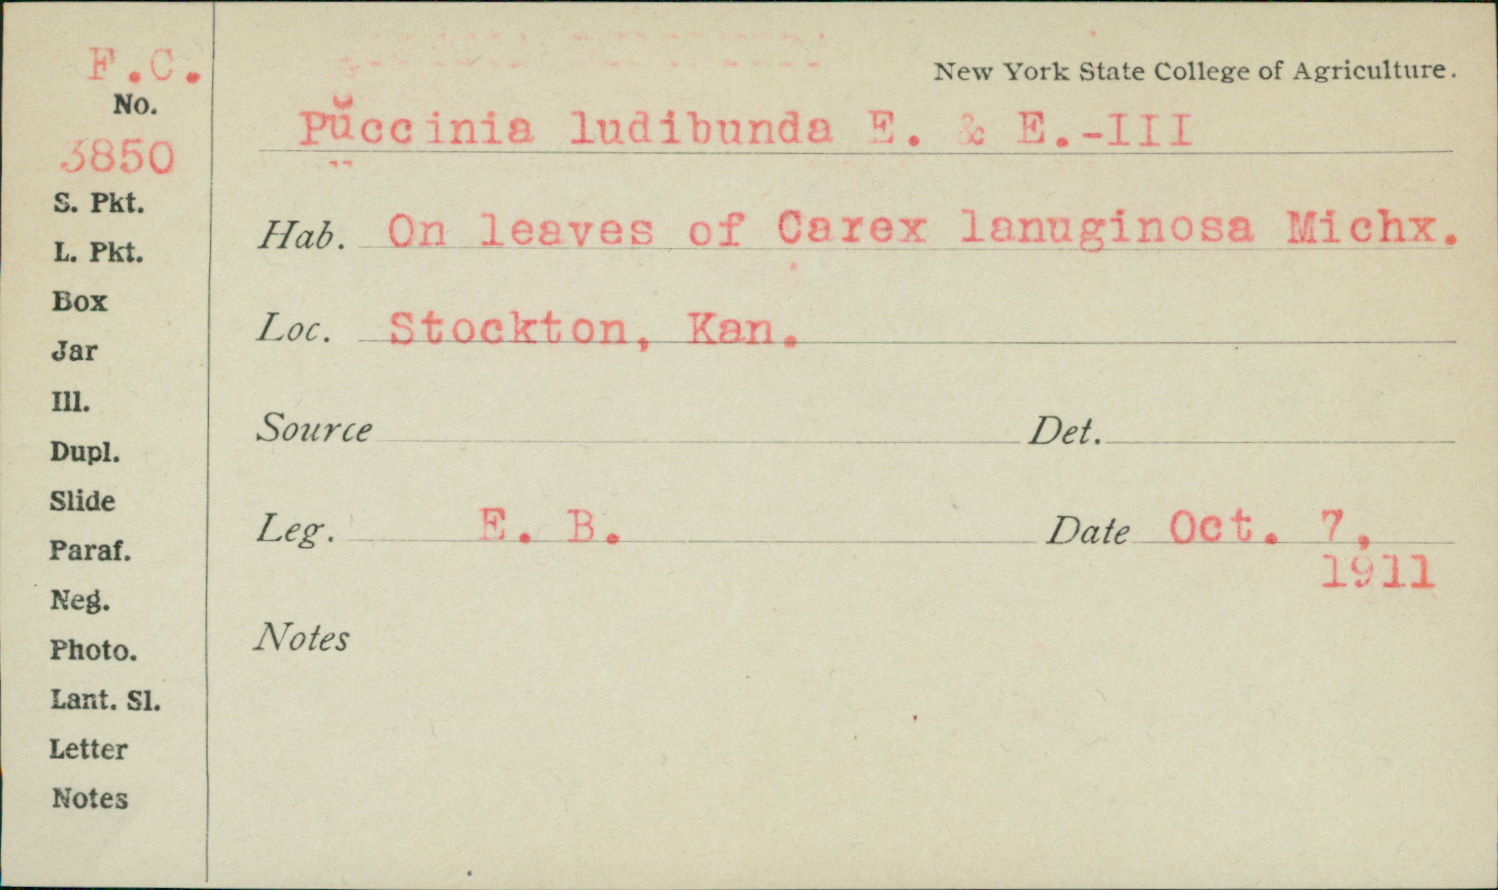 F.C.
No.
3850
S. Pkt.
L. Pkt.
Box
Jar
Ill.
Dupl.
Slide
Paraf.
Neg.
Photo.
Lant. Sl.
Letter
Notes
New York State College of Agriculture.
Puccinia ludibunda E. & E.-III
Hab. On leaves of Carex lanuginosa Michx.
Loc. Stockton, Kan.
Source Det.
Leg. E. B. Date Oct. 7,
1911
Notes